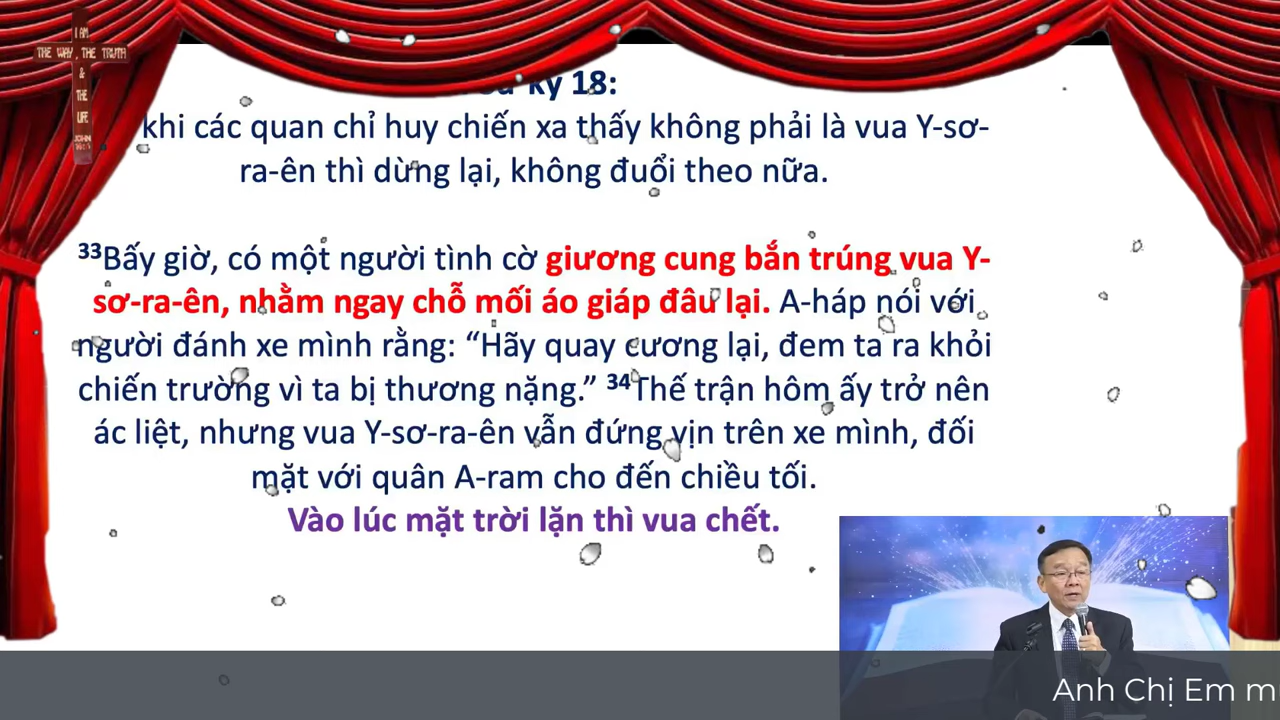 I AM
THE WAY, THE TRUTH
&
THE
LIFE
JOHN
kỷ 18:
khi các quan chỉ huy chiến xa thấy không phải là vua Y-sơ-
ra-ên thì dừng lại, không đuổi theo nữa.
33Bấy giờ, có một người tình cờ giương cung bắn trúng vua Y-
sơ-ra-ên, nhằm ngay chỗ mối áo giáp đâu lại. A-háp nói với
người đánh xe mình rằng: “Hãy quay cương lại, đem ta ra khỏi
chiến trường vì ta bị thương nặng.” 34Thế trận hôm ấy trở nên
ác liệt, nhưng vua Y-sơ-ra-ên vẫn đứng vịn trên xe mình, đối
mặt với quân A-ram cho đến chiều tối.
Vào lúc mặt trời lặn thì vua chết.
Anh Chị Em m